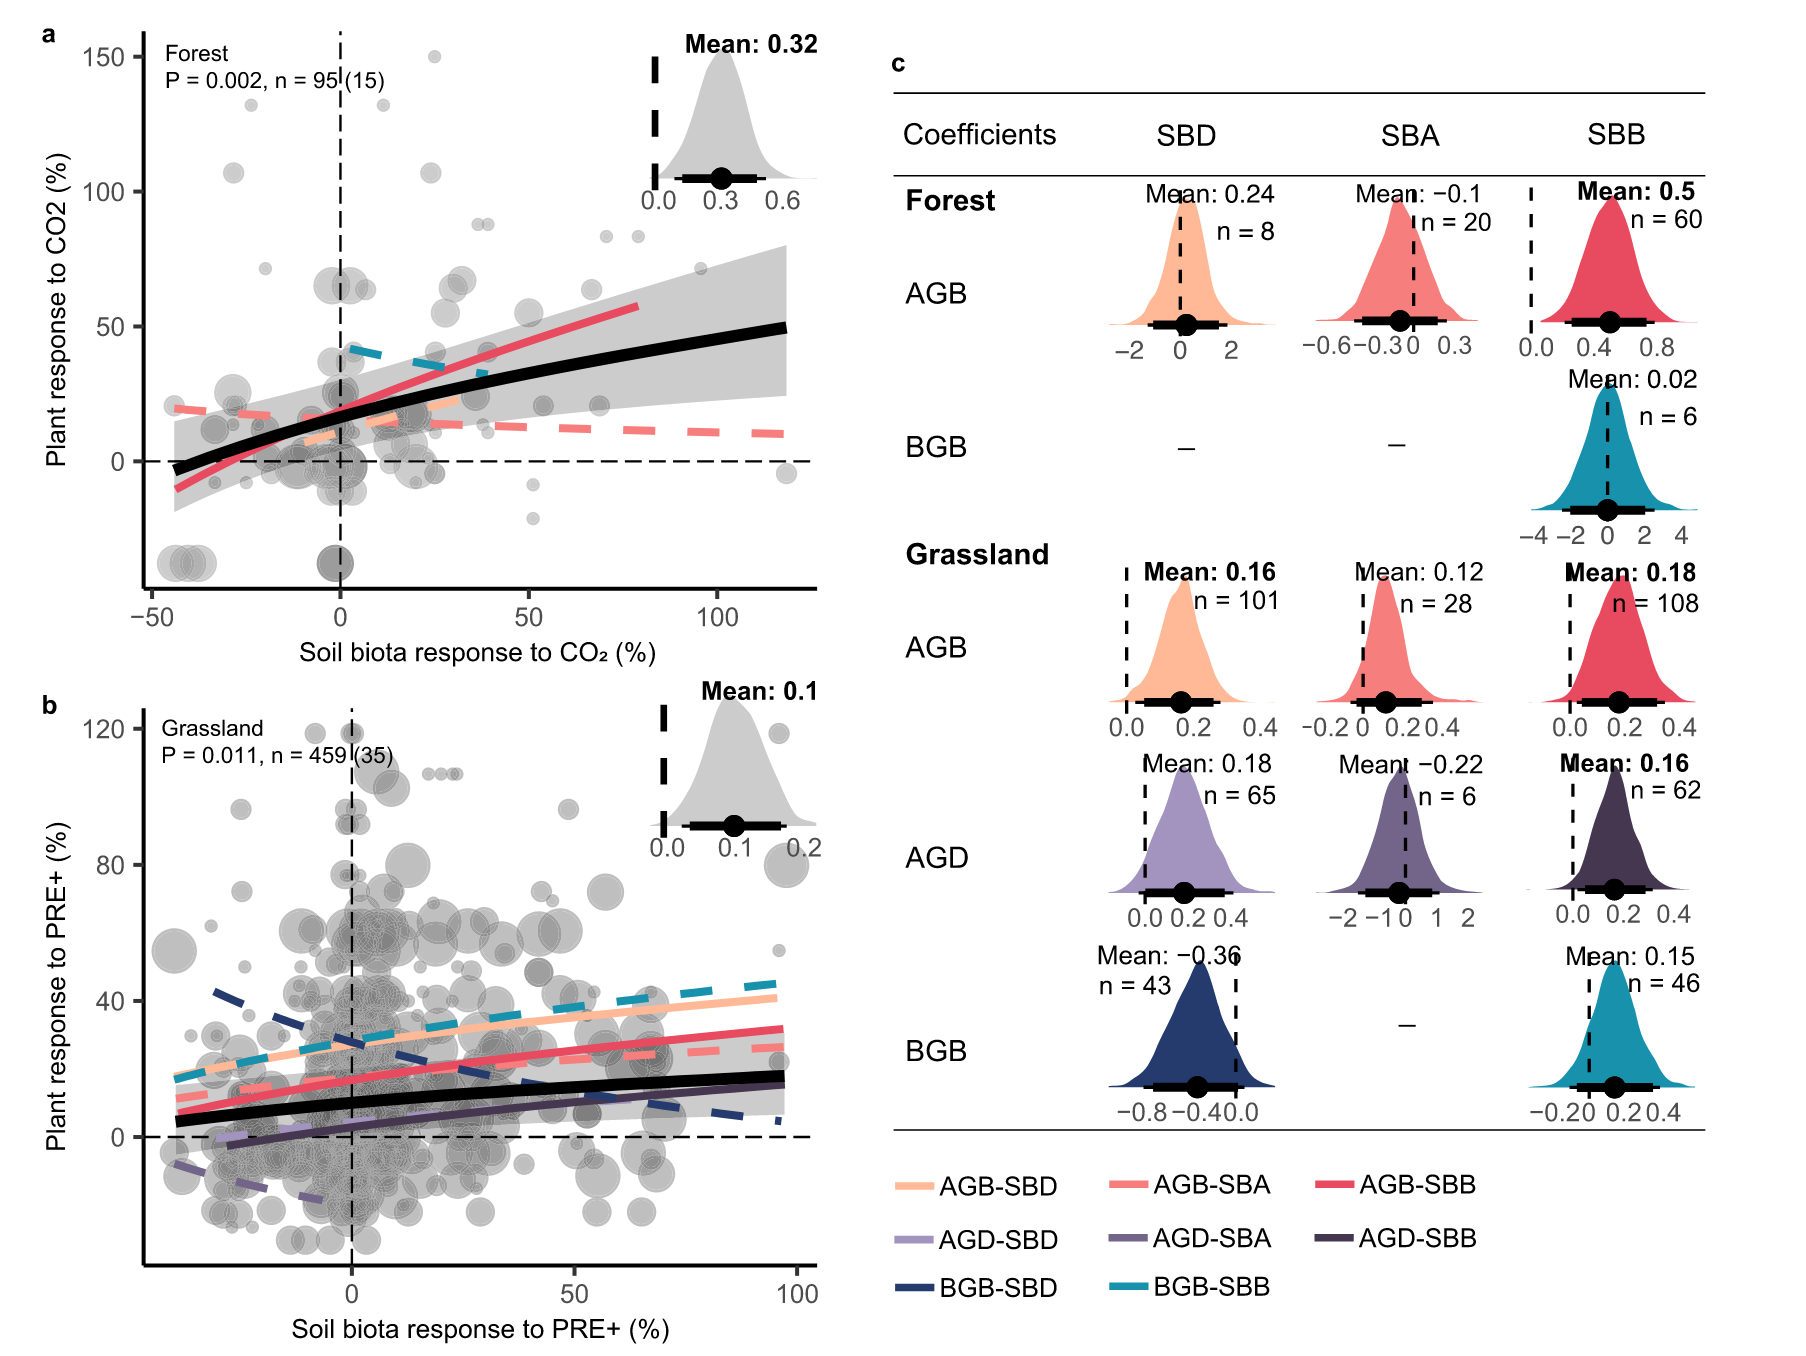 a
Forest
P = 0.002, n = 95 (15)
Mean: 0.32
0.0 0.3 0.6
150
100
50
0
Plant response to CO2 (%)
−50 0 50 100
Soil biota response to CO₂ (%)
b
Grassland
P = 0.011, n = 459 (35)
Mean: 0.1
0.0 0.1 0.2
120
80
40
0
Plant response to PRE+ (%)
0 50 100
Soil biota response to PRE+ (%)
c
Coefficients SBD SBA SBB
Forest
Mean: 0.24 Mean: −0.1 Mean: 0.5
n = 8 n = 20 n = 60
AGB
−2 0 2 −0.6 −0.3 0 0.3 0.0 0.4 0.8
Mean: 0.02
n = 6
BGB – –
−4 −2 0 2 4
Grassland
Mean: 0.16 Mean: 0.12 Mean: 0.18
n = 101 n = 28 n = 108
AGB
0.0 0.2 0.4 −0.2 0 0.2 0.4 0.0 0.2 0.4
Mean: 0.18 Mean: −0.22 Mean: 0.16
n = 65 n = 6 n = 62
AGD
0.0 0.2 0.4 −2 −1 0 1 2 0.0 0.2 0.4
Mean: −0.36 Mean: 0.15
n = 43 n = 46
BGB –
−0.8 −0.4 0.0 −0.2 0 0.2 0.4
AGB-SBD AGB-SBA AGB-SBB
AGD-SBD AGD-SBA AGD-SBB
BGB-SBD BGB-SBB